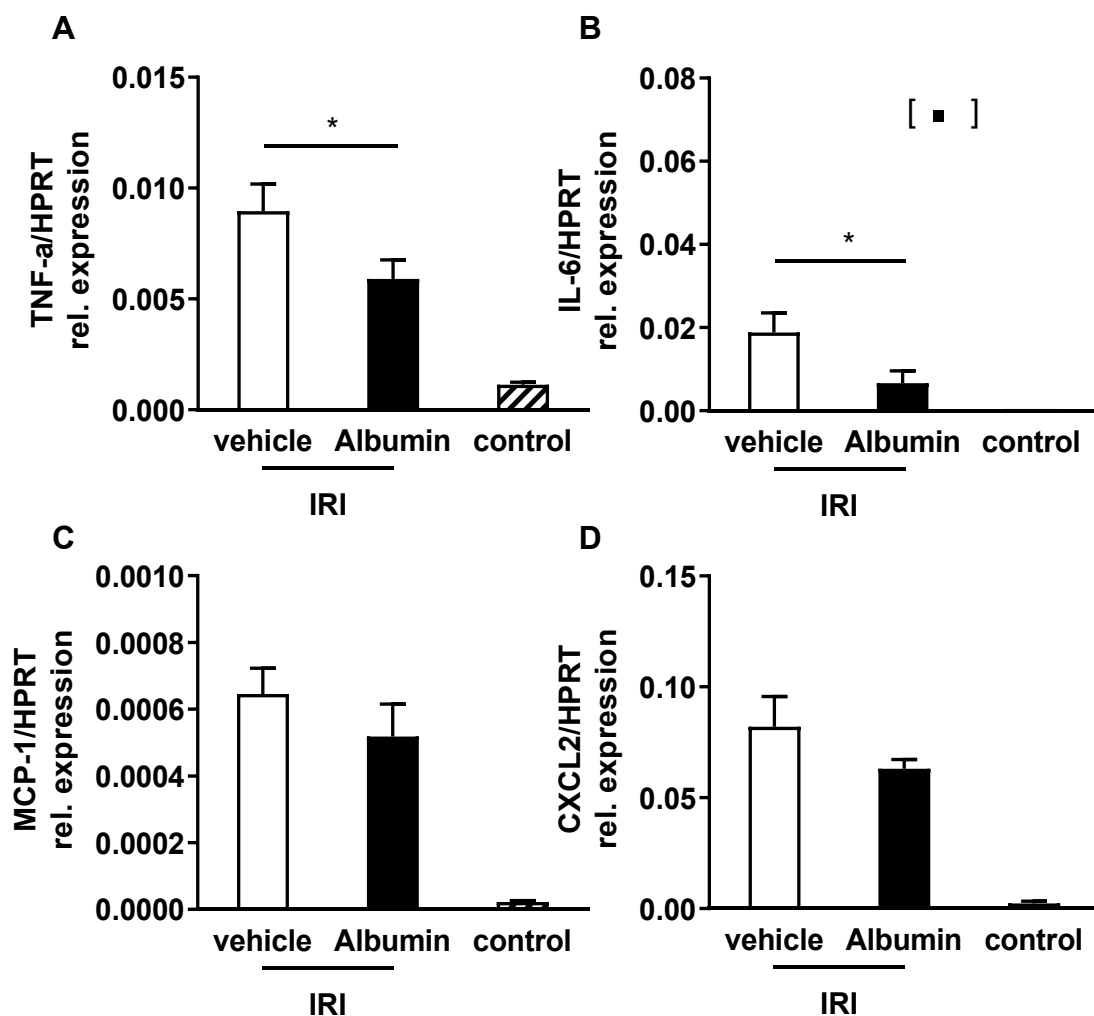 A
TNF-a/HPRT
rel. expression
0.015
0.010
0.005
0.000
*
vehicle Albumin control
IRI
B
IL-6/HPRT
rel. expression
0.08
0.06
0.04
0.02
0.00
[ ▪ ]
*
vehicle Albumin control
IRI
C
MCP-1/HPRT
rel. expression
0.0010
0.0008
0.0006
0.0004
0.0002
0.0000
vehicle Albumin control
IRI
D
CXCL2/HPRT
rel. expression
0.15
0.10
0.05
0.00
vehicle Albumin control
IRI